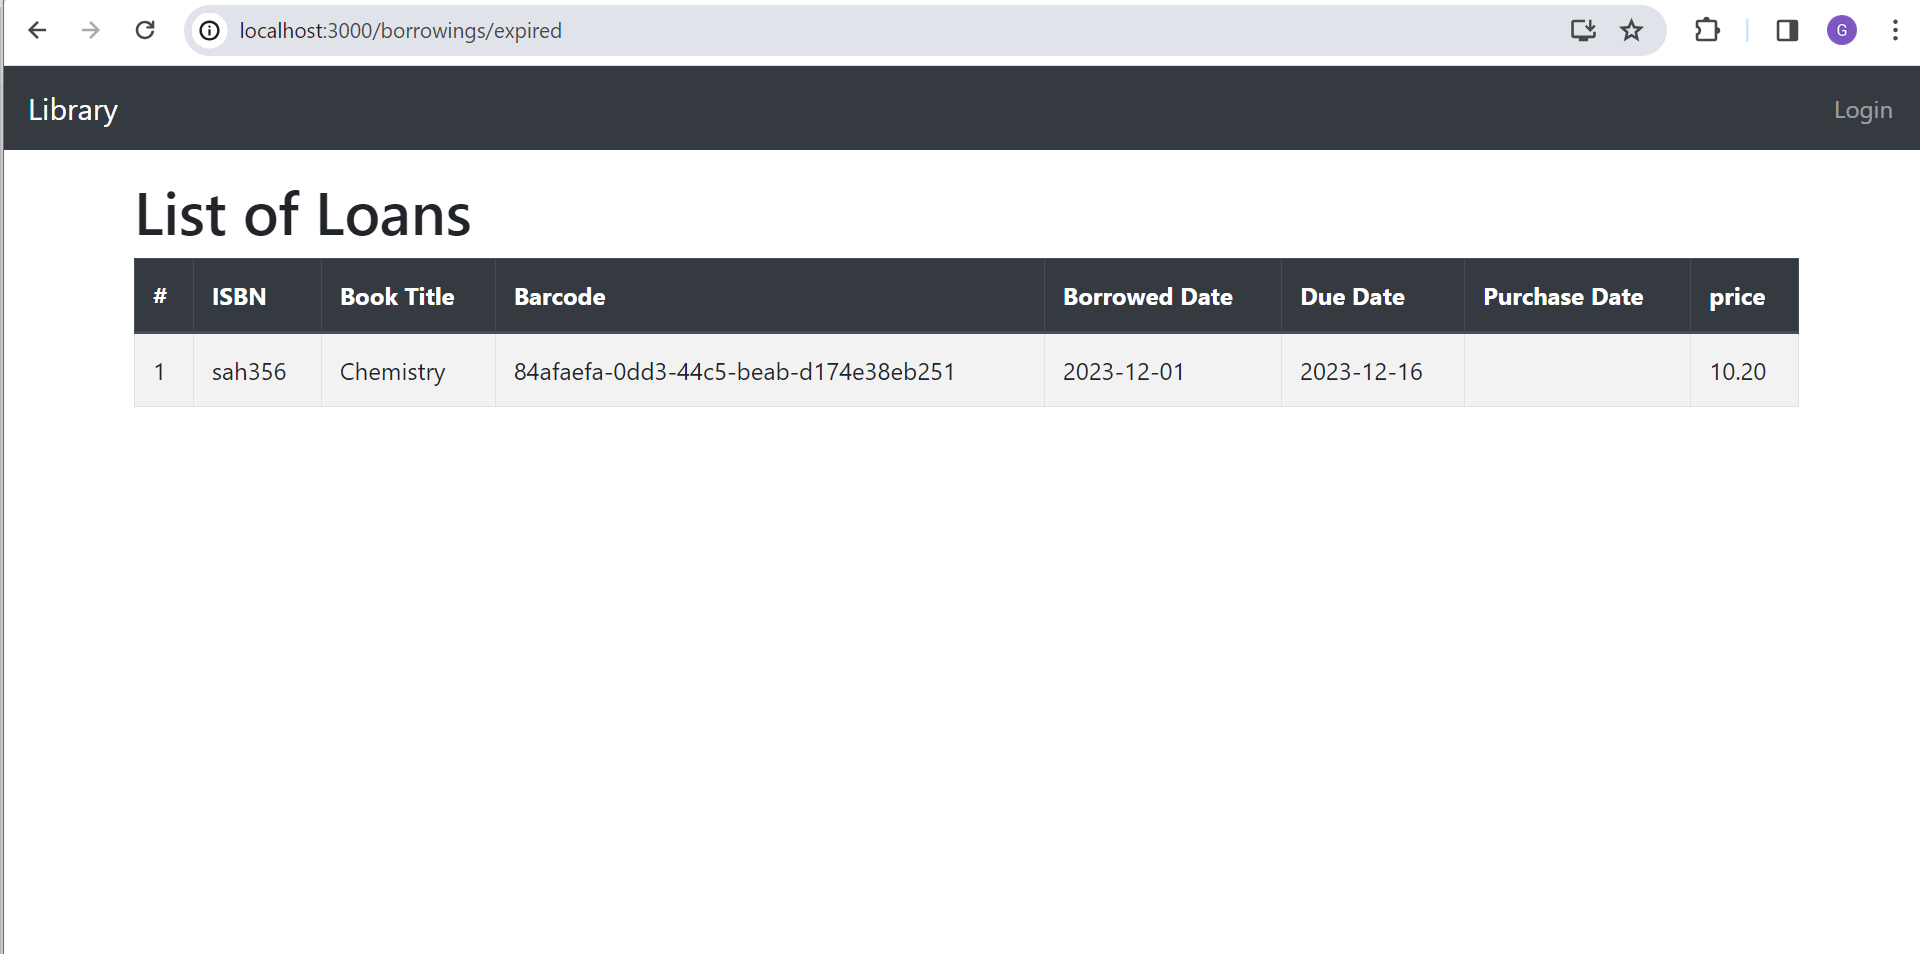 localhost:3000/borrowings/expired
G
Library Login
List of Loans
# ISBN Book Title Barcode Borrowed Date Due Date Purchase Date price
1 sah356 Chemistry 84afaefa-0dd3-44c5-beab-d174e38eb251 2023-12-01 2023-12-16 10.20